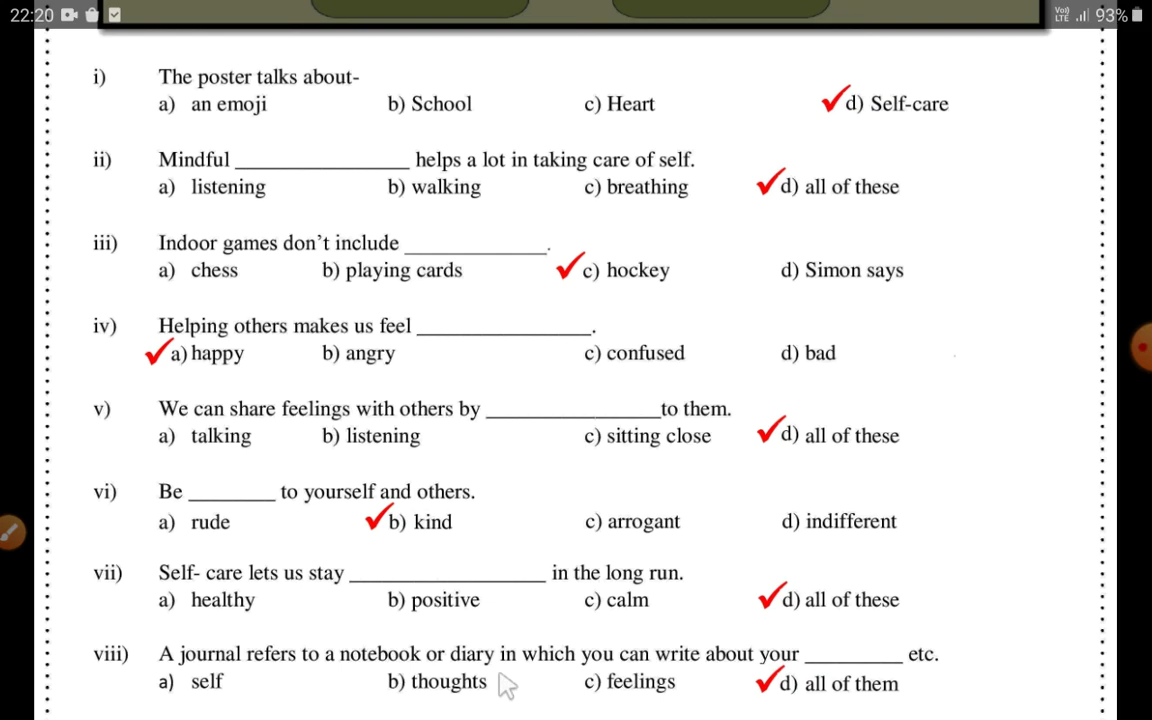 22:20 Vo) LTE 93%
i) The poster talks about-
a) an emoji b) School c) Heart d) Self-care
ii) Mindful ________________ helps a lot in taking care of self.
a) listening b) walking c) breathing d) all of these
iii) Indoor games don’t include _____________.
a) chess b) playing cards c) hockey d) Simon says
iv) Helping others makes us feel ________________.
a) happy b) angry c) confused d) bad
v) We can share feelings with others by ________________to them.
a) talking b) listening c) sitting close d) all of these
vi) Be ________ to yourself and others.
a) rude b) kind c) arrogant d) indifferent
vii) Self- care lets us stay __________________ in the long run.
a) healthy b) positive c) calm d) all of these
viii) A journal refers to a notebook or diary in which you can write about your _________ etc.
a) self b) thoughts c) feelings d) all of them